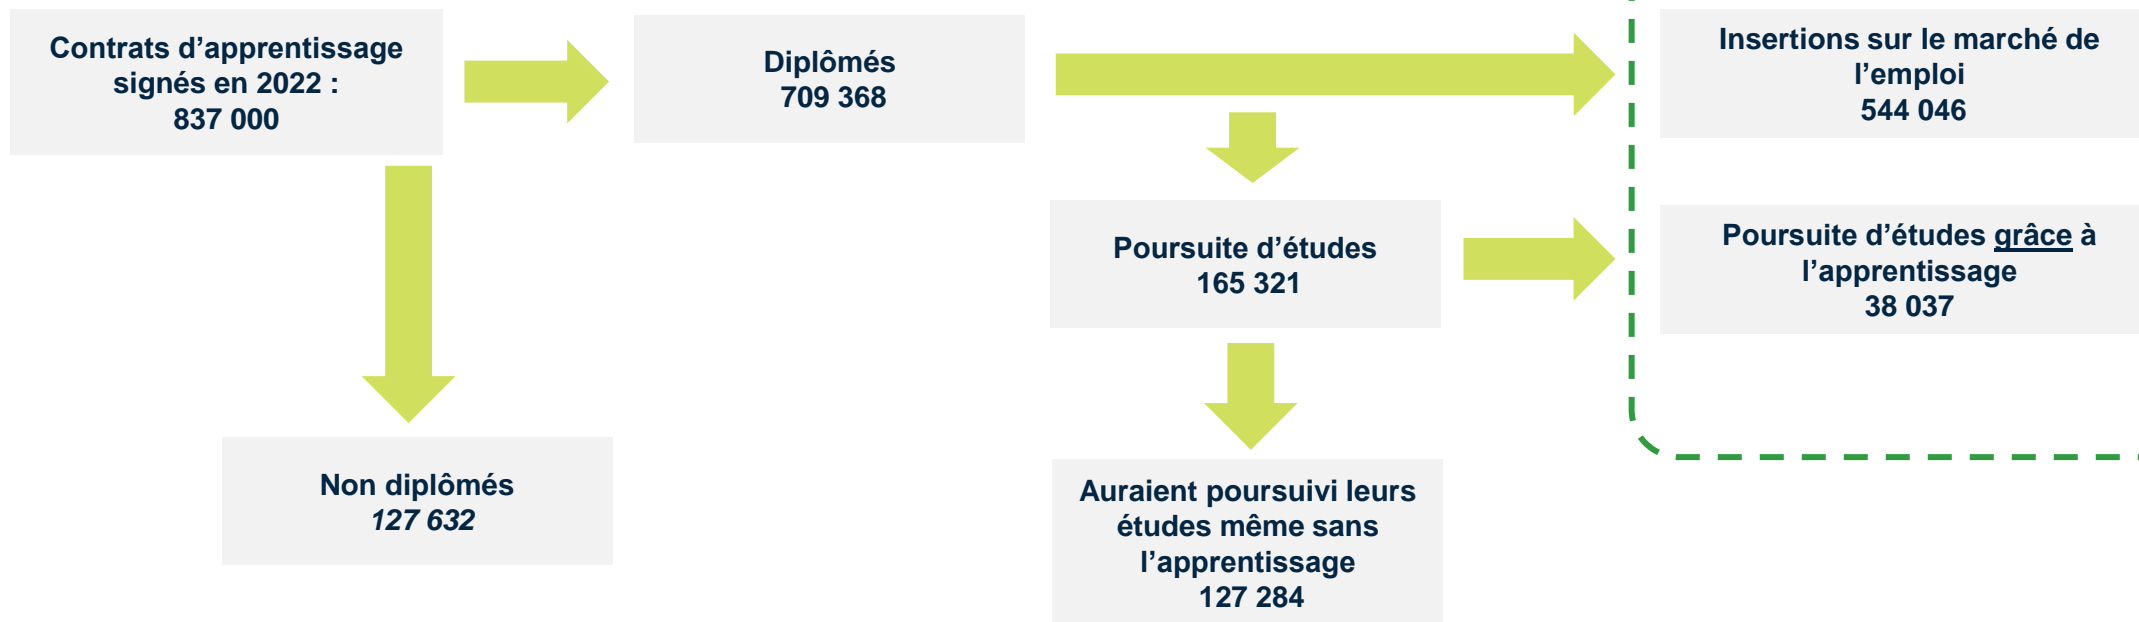 Contrats d’apprentissage
signés en 2022 :
837 000
Diplômés
709 368
Insertions sur le marché de
l’emploi
544 046
Poursuite d’études
165 321
Poursuite d’études grâce à
l’apprentissage
38 037
Non diplômés
127 632
Auraient poursuivi leurs
études même sans
l’apprentissage
127 284